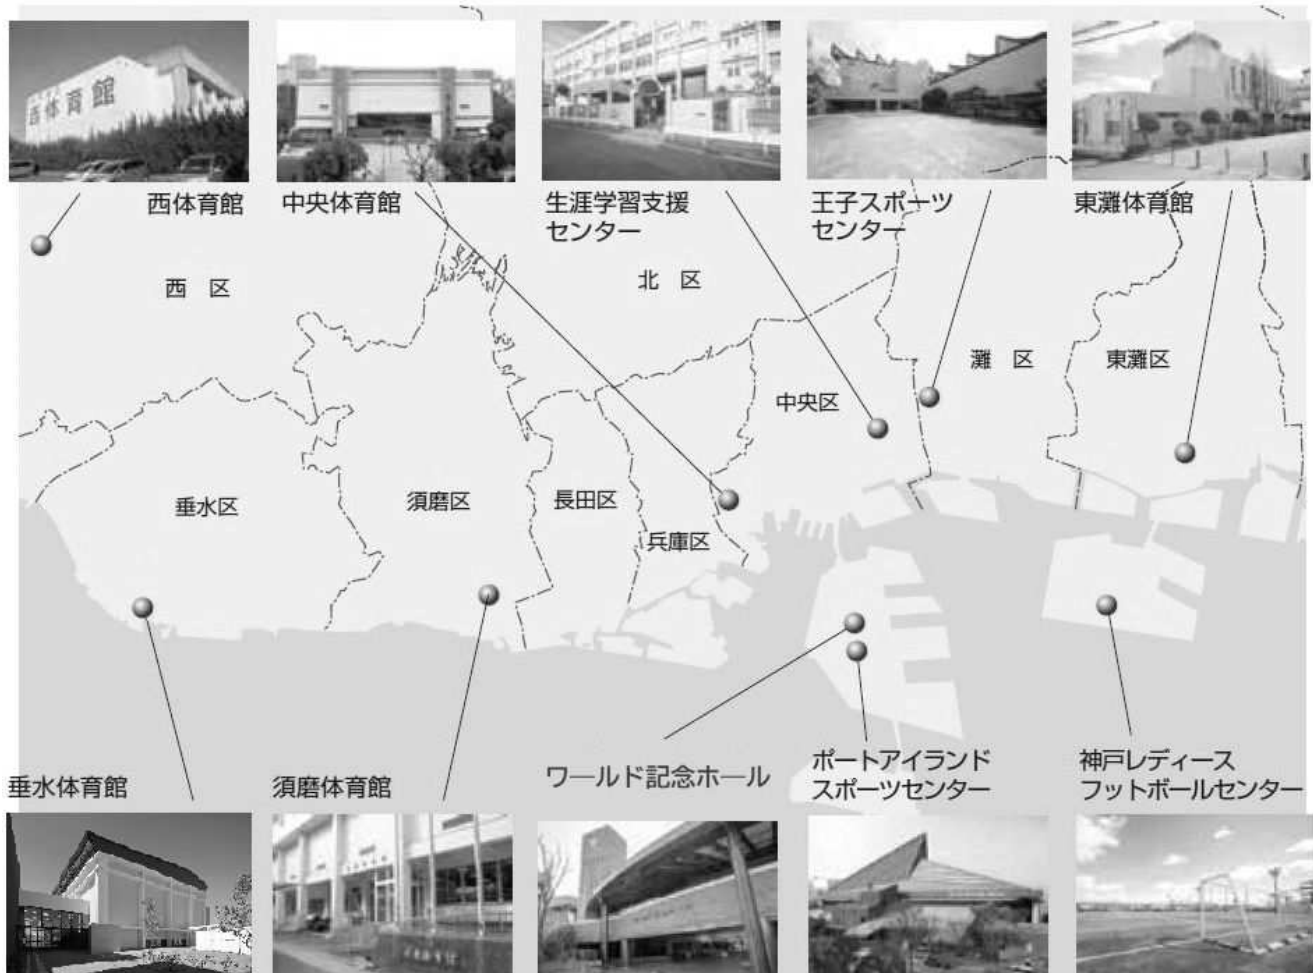 西体育館
西体育館
中央体育館
生涯学習支援
センター
王子スポーツ
センター
東灘体育館
西 区
北 区
灘 区
東灘区
中央区
垂水区
須磨区
長田区
兵庫区
垂水体育館
須磨体育館
ワールド記念ホール
ポートアイランド
スポーツセンター
神戸レディース
フットボールセンター